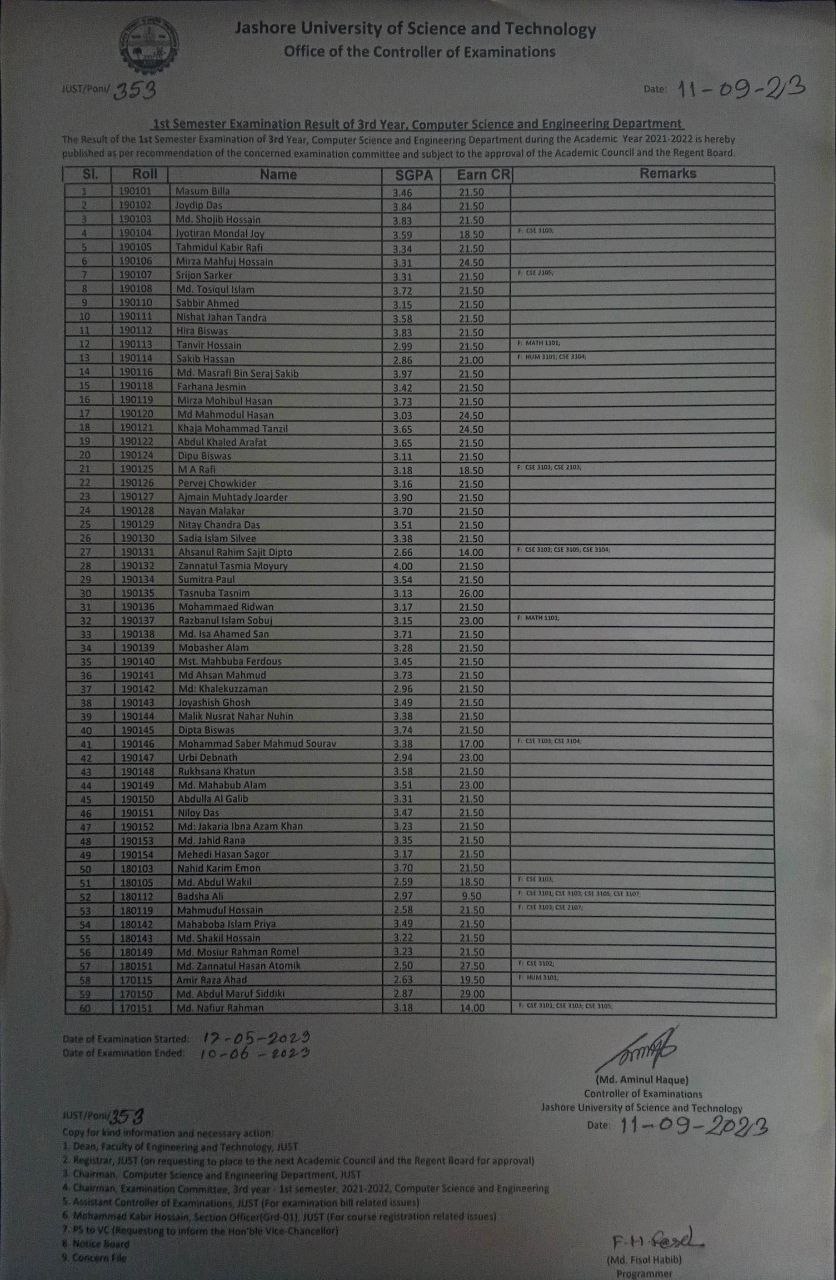 Jashore University of Science and Technology
Office of the Controller of Examinations
JUST/Poni/ 353 Date: 11-09-23
1st Semester Examination Result of 3rd Year, Computer Science and Engineering Department
The Result of the 1st Semester Examination of 3rd Year, Computer Science and Engineering Department during the Academic Year 2021-2022 is hereby
published as per recommendation of the concerned examination committee and subject to the approval of the Academic Council and the Regent Board.
Sl. Roll Name SGPA Earn CR Remarks
1 190101 Masum Billa 3.46 21.50
2 190102 Joydip Das 3.84 21.50
3 190103 Md. Shojib Hossain 3.83 21.50
4 190104 Jyotiran Mondal Joy 3.59 18.50 F: CSE 3103;
5 190105 Tahmidul Kabir Rafi 3.34 21.50
6 190106 Mirza Mahfuj Hossain 3.31 24.50
7 190107 Srijon Sarker 3.31 21.50 F: CSE 2105;
8 190108 Md. Tosiqul Islam 3.72 21.50
9 190110 Sabbir Ahmed 3.15 21.50
10 190111 Nishat Jahan Tandra 3.58 21.50
11 190112 Hira Biswas 3.83 21.50
12 190113 Tanvir Hossain 2.99 21.50 F: MATH 1101;
13 190114 Sakib Hassan 2.86 21.00 F: HUM 3101; CSE 3104;
14 190116 Md. Masrafi Bin Seraj Sakib 3.97 21.50
15 190118 Farhana Jesmin 3.42 21.50
16 190119 Mirza Mohibul Hasan 3.73 21.50
17 190120 Md Mahmodul Hasan 3.03 24.50
18 190121 Khaja Mohammad Tanzil 3.65 24.50
19 190122 Abdul Khaled Arafat 3.65 21.50
20 190124 Dipu Biswas 3.11 21.50
21 190125 M A Rafi 3.18 18.50 F: CSE 3103; CSE 2103;
22 190126 Pervej Chowkider 3.16 21.50
23 190127 Ajmain Muhtady Joarder 3.90 21.50
24 190128 Nayan Malakar 3.70 21.50
25 190129 Nitay Chandra Das 3.51 21.50
26 190130 Sadia Islam Silvee 3.38 21.50
27 190131 Ahsanul Rahim Sajit Dipto 2.66 14.00 F: CSE 3103; CSE 3105; CSE 3104;
28 190132 Zannatul Tasmia Moyury 4.00 21.50
29 190134 Sumitra Paul 3.54 21.50
30 190135 Tasnuba Tasnim 3.13 26.00
31 190136 Mohammaed Ridwan 3.17 21.50
32 190137 Razbanul Islam Sobuj 3.15 23.00 F: MATH 1101;
33 190138 Md. Isa Ahamed San 3.71 21.50
34 190139 Mobasher Alam 3.28 21.50
35 190140 Mst. Mahbuba Ferdous 3.45 21.50
36 190141 Md Ahsan Mahmud 3.73 21.50
37 190142 Md: Khalekuzzaman 2.96 21.50
38 190143 Joyashish Ghosh 3.49 21.50
39 190144 Malik Nusrat Nahar Nuhin 3.38 21.50
40 190145 Dipta Biswas 3.74 21.50
41 190146 Mohammad Saber Mahmud Sourav 3.38 17.00 F: CSE 3103; CSE 3104;
42 190147 Urbi Debnath 2.94 23.00
43 190148 Rukhsana Khatun 3.58 21.50
44 190149 Md. Mahabub Alam 3.51 23.00
45 190150 Abdulla Al Galib 3.31 21.50
46 190151 Niloy Das 3.47 21.50
47 190152 Md: Jakaria Ibna Azam Khan 3.23 21.50
48 190153 Md. Jahid Rana 3.35 21.50
49 190154 Mehedi Hasan Sagor 3.17 21.50
50 180103 Nahid Karim Emon 3.70 21.50
51 180105 Md. Abdul Wakil 2.59 18.50 F: CSE 3103;
52 180112 Badsha Ali 2.97 9.50 F: CSE 3101; CSE 3103; CSE 3105; CSE 3107;
53 180119 Mahmudul Hossain 2.58 21.50 F: CSE 3103; CSE 2107;
54 180142 Mahaboba Islam Priya 3.49 21.50
55 180143 Md. Shakil Hossain 3.22 21.50
56 180149 Md. Mosiur Rahman Romel 3.23 21.50
57 180151 Md. Zannatul Hasan Atomik 2.50 27.50 F: CSE 3102;
58 170115 Amir Raza Ahad 2.63 19.50 F: HUM 3101;
59 170150 Md. Abdul Maruf Siddiki 2.87 29.00
60 170151 Md. Nafiur Rahman 3.18 14.00 F: CSE 3101; CSE 3103; CSE 3105;
Date of Examination Started: 17-05-2023
Date of Examination Ended: 10-06-2023
(Md. Aminul Haque)
Controller of Examinations
Jashore University of Science and Technology
JUST/Poni/ 353
Date: 11-09-2023
Copy for kind information and necessary action:
1. Dean, Faculty of Engineering and Technology, JUST
2. Registrar, JUST (on requesting to place to the next Academic Council and the Regent Board for approval)
3. Chairman, Computer Science and Engineering Department, JUST
4. Chairman, Examination Committee, 3rd year - 1st semester, 2021-2022, Computer Science and Engineering
5. Assistant Controller of Examinations, JUST (For examination bill related issues)
6. Mohammed Kabir Hossain, Section Officer(Grd-01), JUST (For course registration related issues)
7. PS to VC (Requesting to inform the Hon'ble Vice-Chancellor)
8. Notice Board
9. Concern File
(Md. Fisol Habib)
Programmer